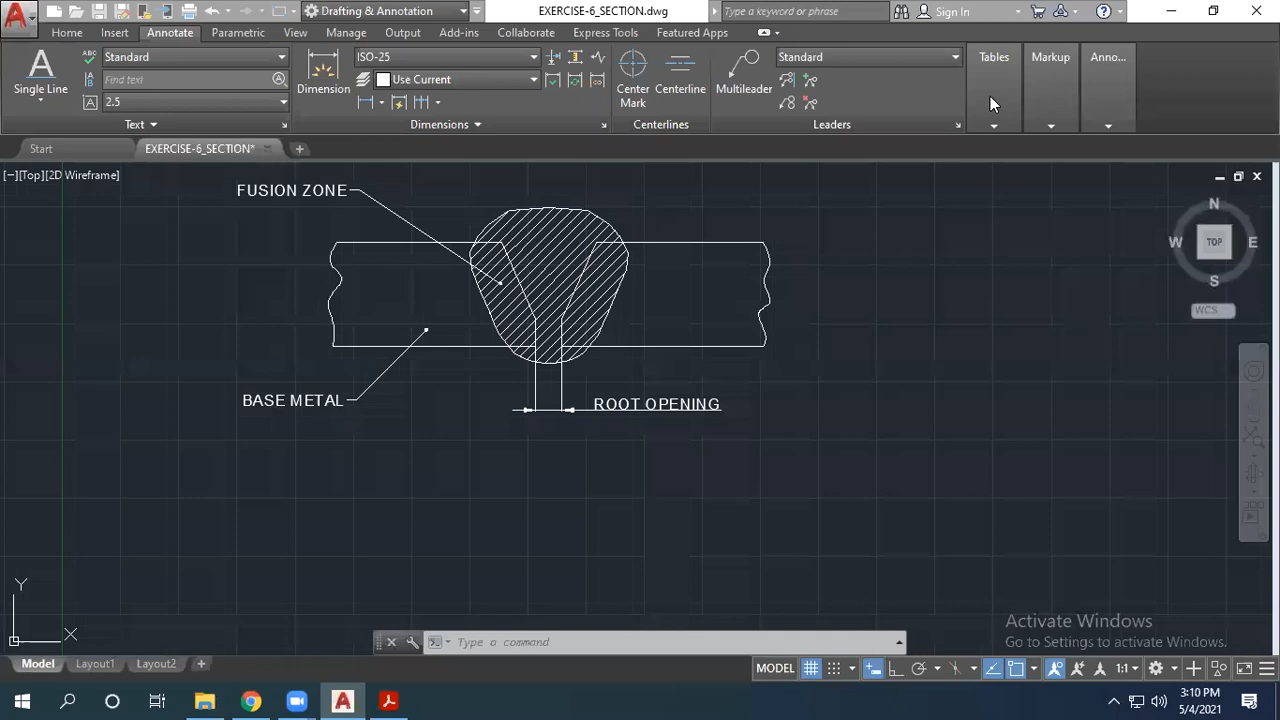 Drafting & Annotation
EXERCISE-6_SECTION.dwg
Type a keyword or phrase
Sign In
Home
Insert
Annotate
Parametric
View
Manage
Output
Add-ins
Collaborate
Express Tools
Featured Apps
A
Single Line
ABC
Standard
Find text
2.5
Text
Dimension
ISO-25
Use Current
Dimensions
Center Mark
Centerline
Centerlines
Multileader
Standard
Leaders
Tables
Markup
Anno...
Start
EXERCISE-6_SECTION*
[−][Top][2D Wireframe]
FUSION ZONE
BASE METAL
ROOT OPENING
N
W
TOP
E
S
WCS
Y
X
Type a command
Activate Windows
Go to Settings to activate Windows.
Model
Layout1
Layout2
MODEL
1:1
3:10 PM
5/4/2021